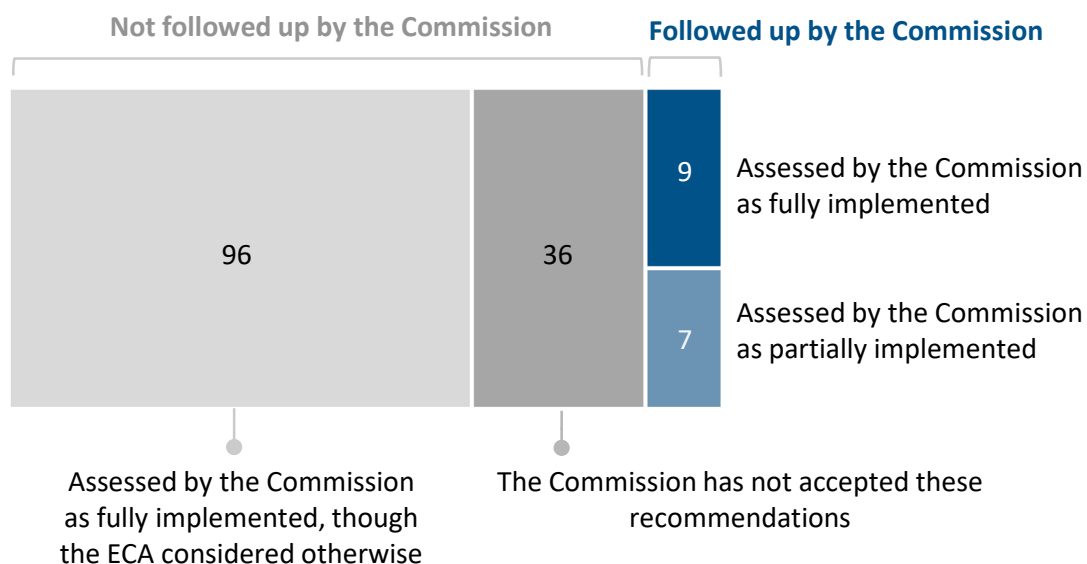 Not followed up by the Commission
Followed up by the Commission
96
36
9
Assessed by the Commission
as fully implemented
7
Assessed by the Commission
as partially implemented
Assessed by the Commission
as fully implemented, though
the ECA considered otherwise
The Commission has not accepted these
recommendations